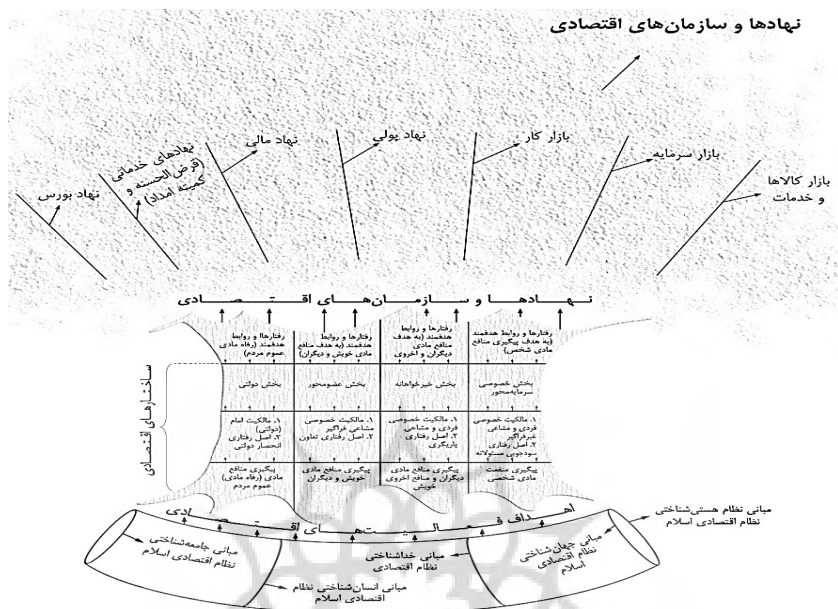 نهادها و سازمان‌های اقتصادی
بازار کالاها
و خدمات
بازار سرمایه
بازار کار
نهاد پولی
نهاد مالی
نهادهای خدماتی
(قرض‌الحسنه و
کمیته امداد)
نهاد بورس
نهادها و سازمان‌های اقتصادی
رفتارها و روابط هدفمند
(به هدف پیگیری منافع
مادی شخص)
رفتارها و روابط
هدفمند (به هدف
منافع مادی
دیگران و اخروی
رفتارها و روابط
هدفمند (به هدف منافع
مادی خویش و دیگران)
رفتارها و روابط
هدفمند (رفاه مادی
عموم مردم)
ساختارهای اقتصادی
بخش خصوصی
سرمایه‌محور
بخش خیرخواهانه
بخش عضومحور
بخش دولتی
۱. مالکیت خصوصی
فردی و مشاعی
غیرفراگیر
۲. اصل رفتاری
سودجویی مسئولانه
۱. مالکیت خصوصی
فردی و مشاعی
۲. اصل رفتاری
یاریگری
۱. مالکیت خصوصی
مشاعی فراگیر
۲. اصل رفتاری تعاون
۱. مالکیت امام
(دولتی)
۲. اصل رفتاری
انحصار دولتی
پیگیری منفعت
مادی شخصی
پیگیری منافع مادی
دیگران و منافع اخروی
خویش
پیگیری منافع مادی
خویش و دیگران
پیگیری منافع
مادی (رفاه مادی)
عموم مردم
اهداف فعالیت‌های اقتصادی
مبانی نظام هستی‌شناختی
نظام اقتصادی اسلام
مبانی جهان‌شناختی
نظام اقتصادی
اسلام
مبانی خداشناختی
نظام اقتصادی
مبانی جامعه‌شناختی
نظام اقتصادی اسلام
مبانی انسان‌شناختی نظام
اقتصادی اسلام